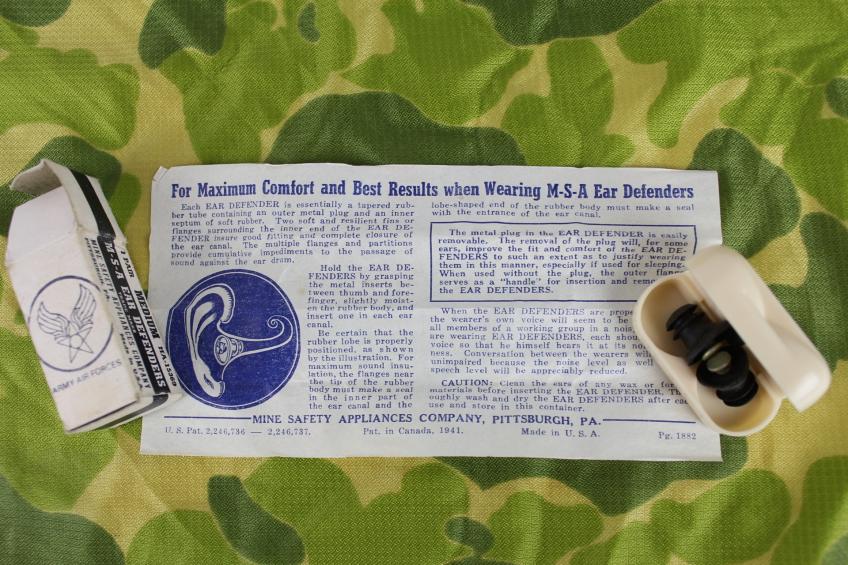 For Maximum Comfort and Best Results when Wearing M-S-A Ear Defenders
Each EAR DEFENDER is essentially a tapered rub-
ber tube containing an outer metal plug and an inner
septum of soft rubber. Two soft and resilient fins or
flanges surrounding the inner end of the EAR DE-
FENDER insure good fitting and complete closure of
the ear canal. The multiple flanges and partitions
provide cumulative impediments to the passage of
sound against the ear drum.
Hold the EAR DE-
FENDERS by grasping
the metal inserts be-
tween thumb and fore-
finger, slightly moist-
en the rubber body, and
insert one in each ear
canal.
Be certain that the
rubber lobe is properly
positioned, as shown
by the illustration. For
maximum sound insu-
lation, the flanges near
the tip of the rubber
body must make a seal
in the inner part of
the ear canal and the
lobe-shaped end of the rubber body must make a seal
with the entrance of the ear canal.
The metal plug in the EAR DEFENDER is easily
removable. The removal of the plug will, for some
ears, improve the fit and comfort of the EAR DE-
FENDERS to such an extent as to justify wearing
them in this manner, especially if used for sleeping.
When used without the plug, the outer flange
serves as a "handle" for insertion and
the EAR DEFENDERS.
When the EAR DEFENDERS are
the wearer's own voice will seem to be
all members of a working group in a
are wearing EAR DEFENDERS, each
voice so that he himself hears it at its
ness. Conversation between the wearers
unimpaired because the noise level as well
speech level will be appreciably reduced.
CAUTION: Clean the ears of any wax or
materials before inserting the EAR DEFENDER.
roughly wash and dry the EAR DEFENDERS after
use and store in this container.
MINE SAFETY APPLIANCES COMPANY, PITTSBURGH, PA.
U. S. Pat. 2,246,736 — 2,246,737. Pat. in Canada, 1941. Made in U. S. A. Pg. 1882
ARMY AIR FORCES
1 PAIR MEDIUM
M-S-A EAR DEFENDERS
MINE SAFETY APPLIANCES COMPANY